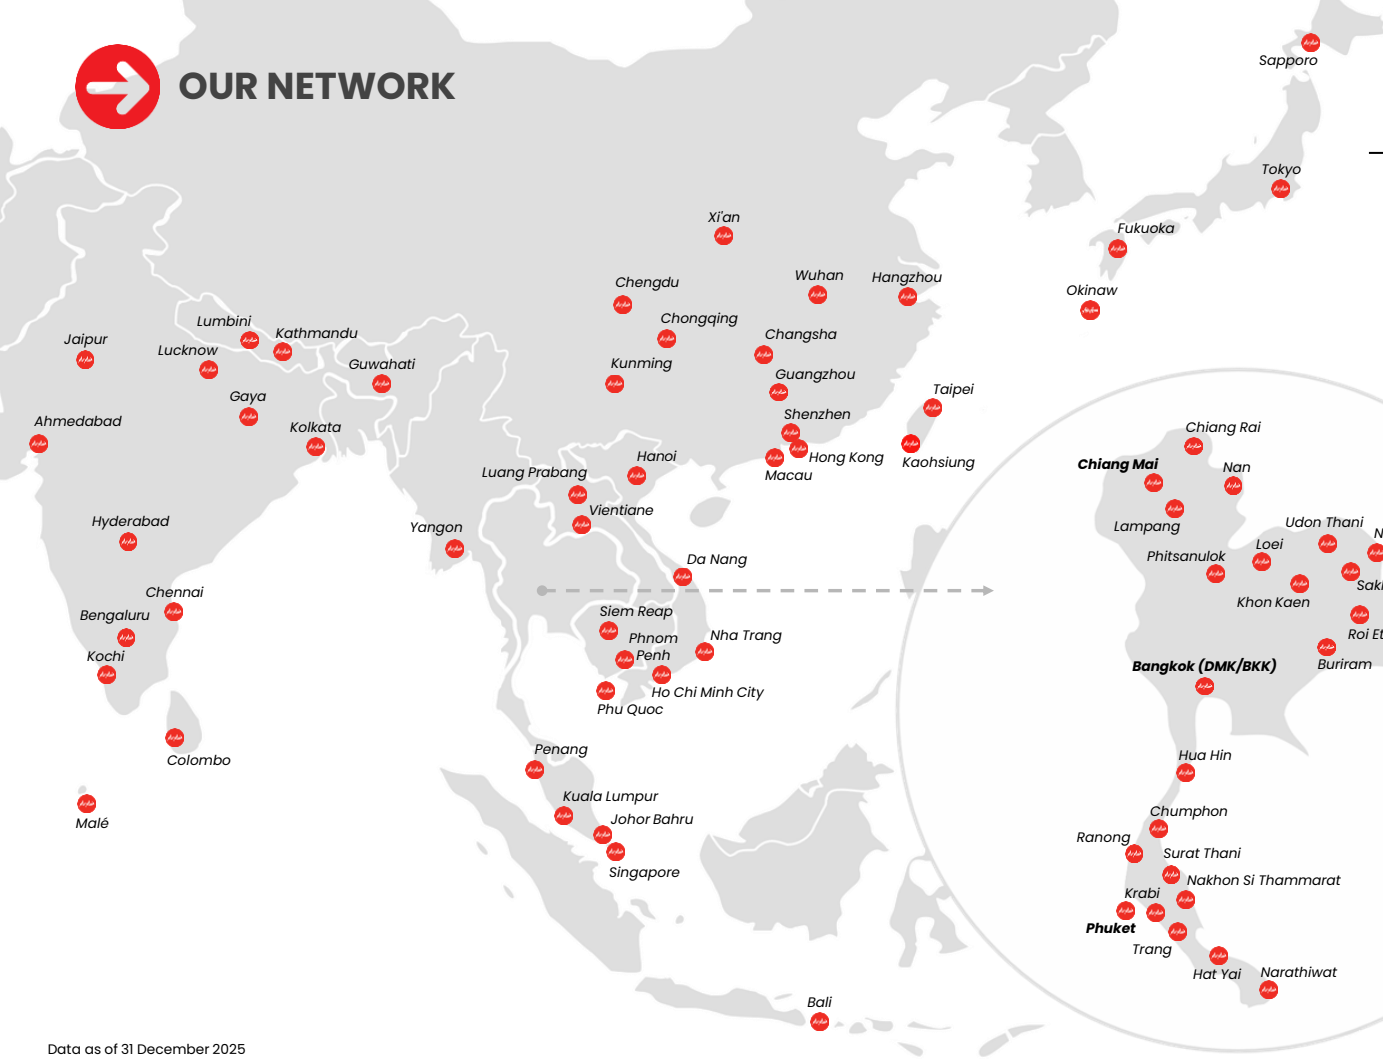 OUR NETWORK
Sapporo
Tokyo
Xi'an
Fukuoka
Chengdu
Wuhan
Hangzhou
Okinaw
Lumbini
Kathmandu
Chongqing
Changsha
Jaipur
Lucknow
Guwahati
Kunming
Guangzhou
Gaya
Taipei
Ahmedabad
Kolkata
Shenzhen
Chiang Rai
Hanoi
Hong Kong
Kaohsiung
Chiang Mai
Nan
Luang Prabang
Macau
Vientiane
Hyderabad
Yangon
Lampang
Udon Thani
N
Da Nang
Phitsanulok
Loei
Sakl
Chennai
Khon Kaen
Bengaluru
Siem Reap
Nha Trang
Roi Et
Phnom
Penh
Kochi
Buriram
Bangkok (DMK/BKK)
Ho Chi Minh City
Phu Quoc
Colombo
Penang
Hua Hin
Kuala Lumpur
Johor Bahru
Chumphon
Malé
Ranong
Surat Thani
Singapore
Nakhon Si Thammarat
Krabi
Phuket
Trang
Hat Yai
Narathiwat
Bali
Data as of 31 December 2025